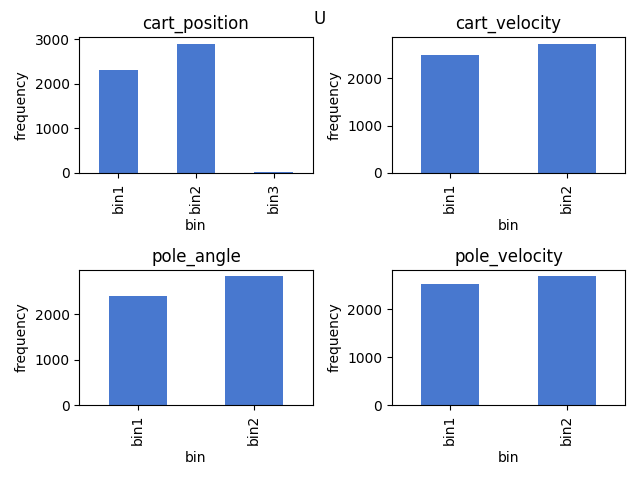 U
cart_position
cart_velocity
frequency
3000
2000
1000
0
bin1
bin2
bin3
bin
frequency
2000
1000
0
bin1
bin2
bin
pole_angle
pole_velocity
frequency
2000
1000
0
bin1
bin2
bin
frequency
2000
1000
0
bin1
bin2
bin